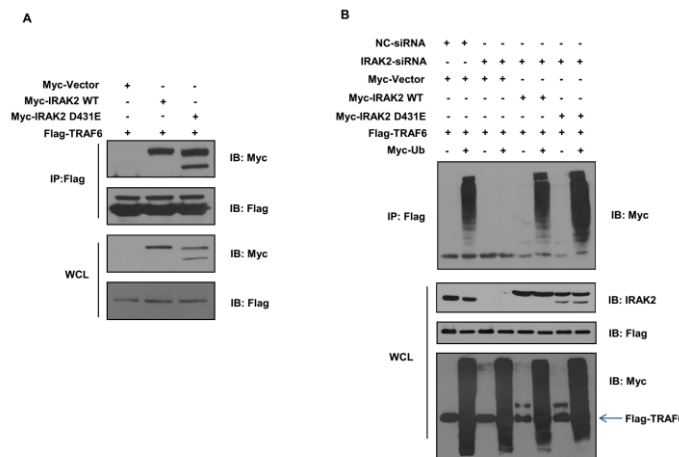 A
Myc-Vector + - -
Myc-IRAK2 WT - + -
Myc-IRAK2 D431E - - +
Flag-TRAF6 + + +
IP:Flag
IB: Myc
IB: Flag
WCL
IB: Myc
IB: Flag
B
NC-siRNA + + - - - - - -
IRAK2-siRNA - - + + + + + +
Myc-Vector + + + + - - - -
Myc-IRAK2 WT - - - - + + - -
Myc-IRAK2 D431E - - - - - - + +
Flag-TRAF6 + + + + + + + +
Myc-Ub - + - + - + - +
IP: Flag
IB: Myc
IB: IRAK2
IB: Flag
WCL
IB: Myc
Flag-TRAF6